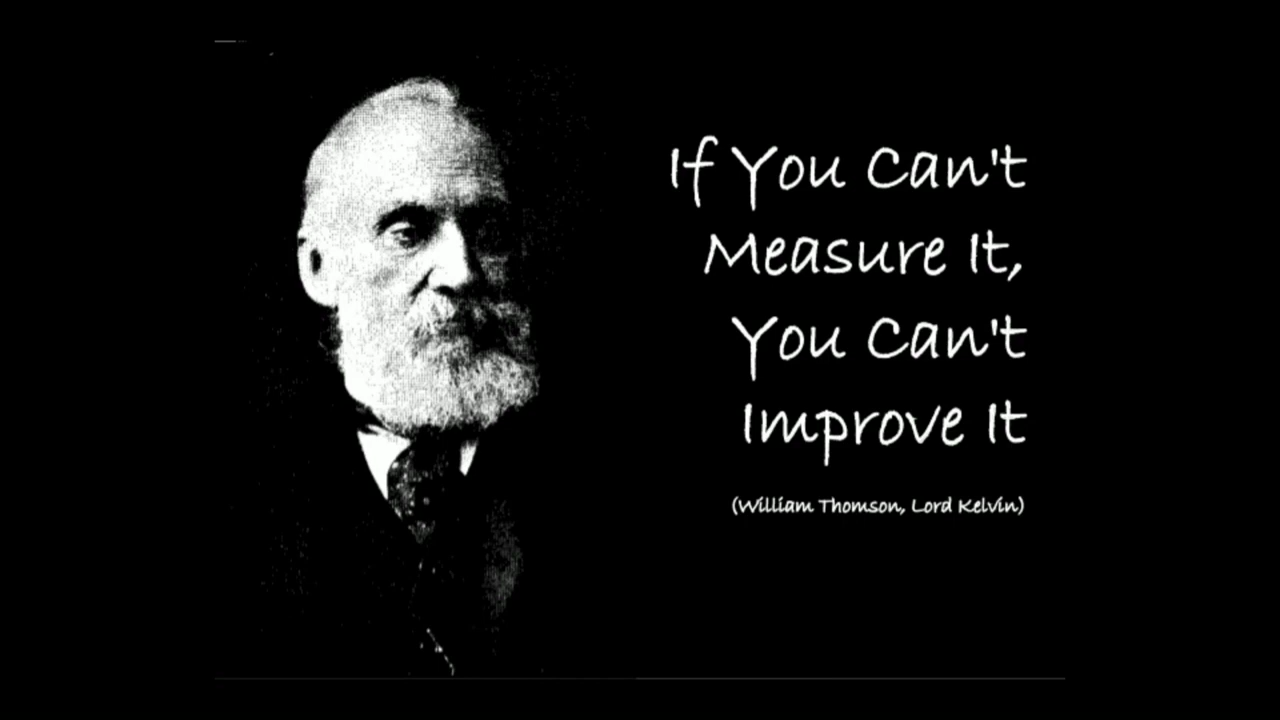 If You Can't
Measure It,
You Can't
Improve It
(William Thomson, Lord Kelvin)